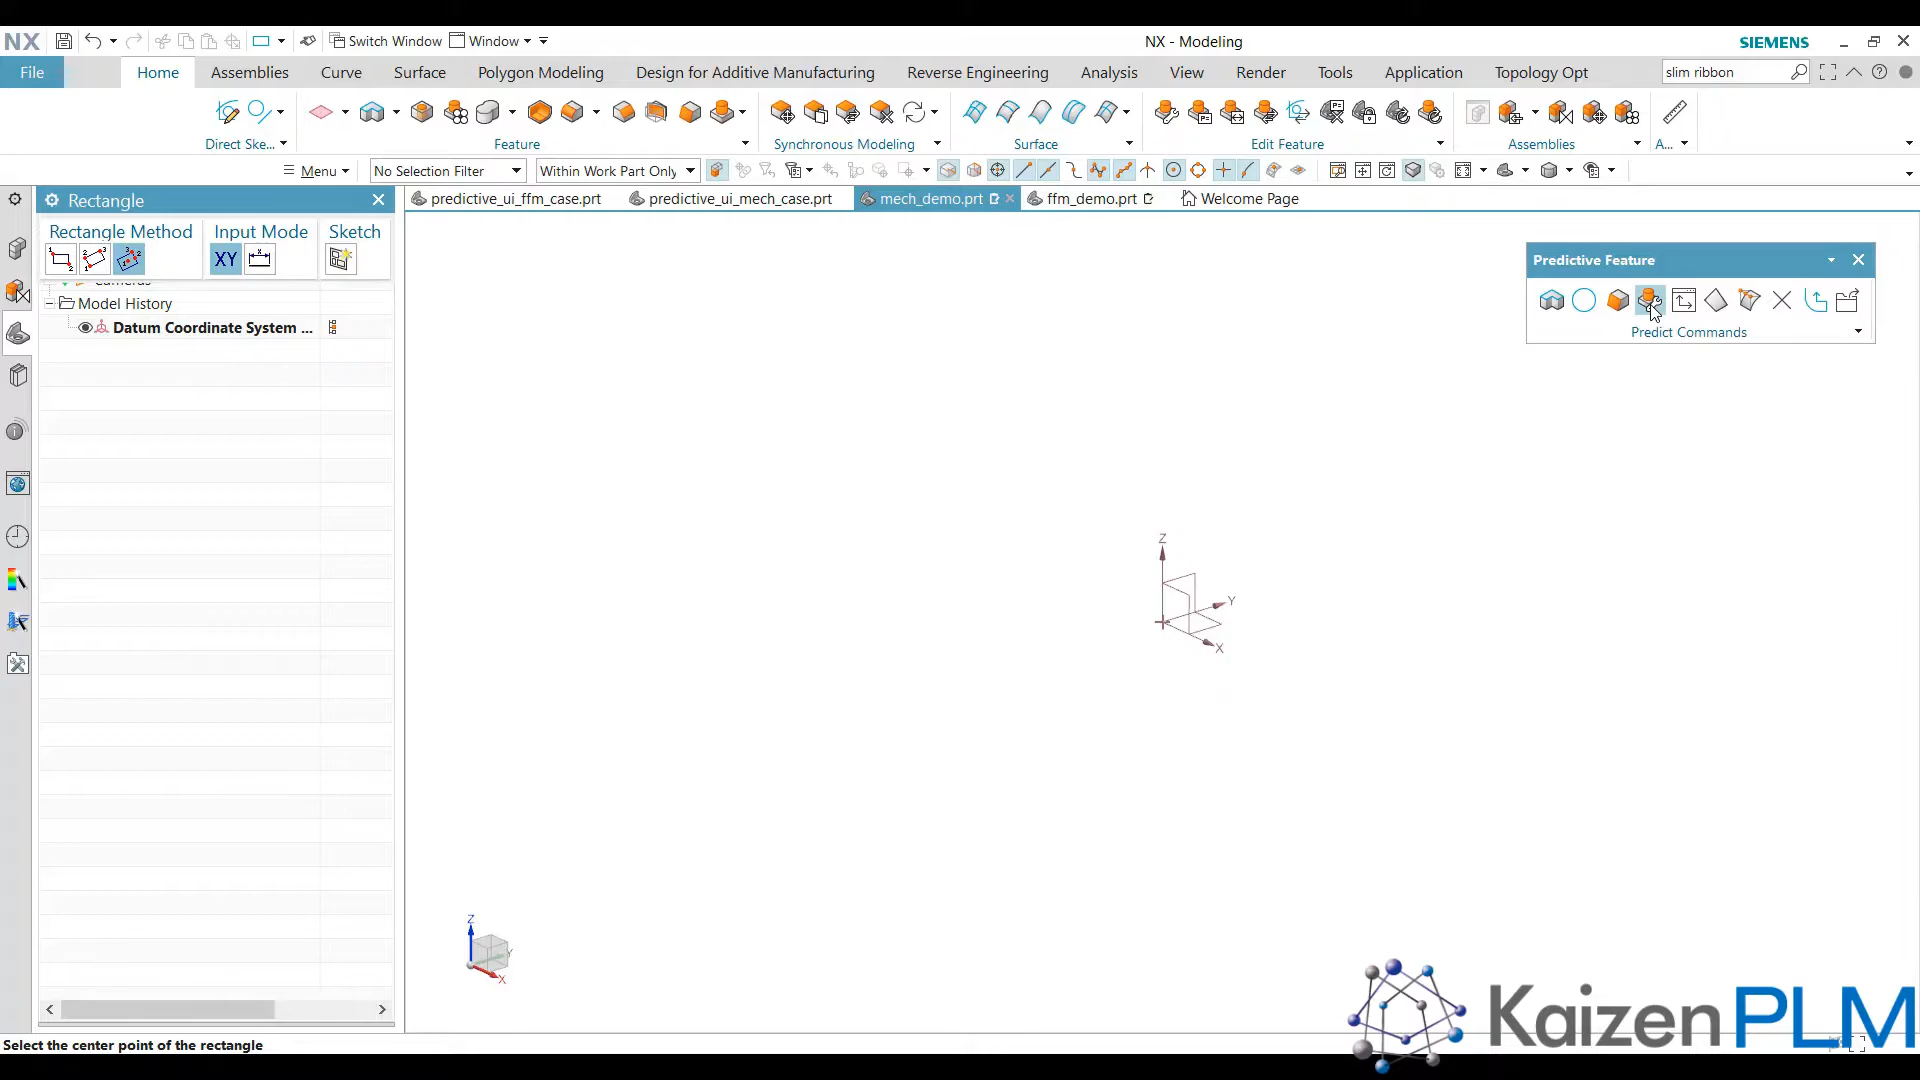 NX Switch Window Window NX - Modeling SIEMENS
File Home Assemblies Curve Surface Polygon Modeling Design for Additive Manufacturing Reverse Engineering Analysis View Render Tools Application Topology Opt slim ribbon
Direct Ske... Feature Synchronous Modeling Surface Edit Feature Assemblies A...
Menu No Selection Filter Within Work Part Only
Rectangle predictive_ui_ffm_case.prt predictive_ui_mech_case.prt mech_demo.prt ffm_demo.prt Welcome Page
Rectangle Method Input Mode Sketch
XY
Cameras
Model History
Datum Coordinate System ...
Predictive Feature
Predict Commands
Z
Y
X
Z
X
Kaizen PLM
Select the center point of the rectangle